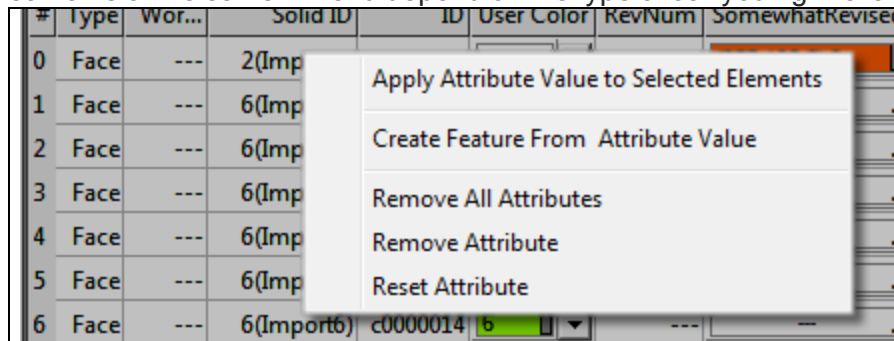 # Type Wor... Solid ID ID User Color RevNum SomewhatRevised
0 Face --- 2(Imp
Apply Attribute Value to Selected Elements
1 Face --- 6(Imp
2 Face --- 6(Imp
Create Feature From Attribute Value
3 Face --- 6(Imp
Remove All Attributes
4 Face --- 6(Imp
Remove Attribute
5 Face --- 6(Imp
Reset Attribute
6 Face --- 6(Import6) c0000014 6 --- ---